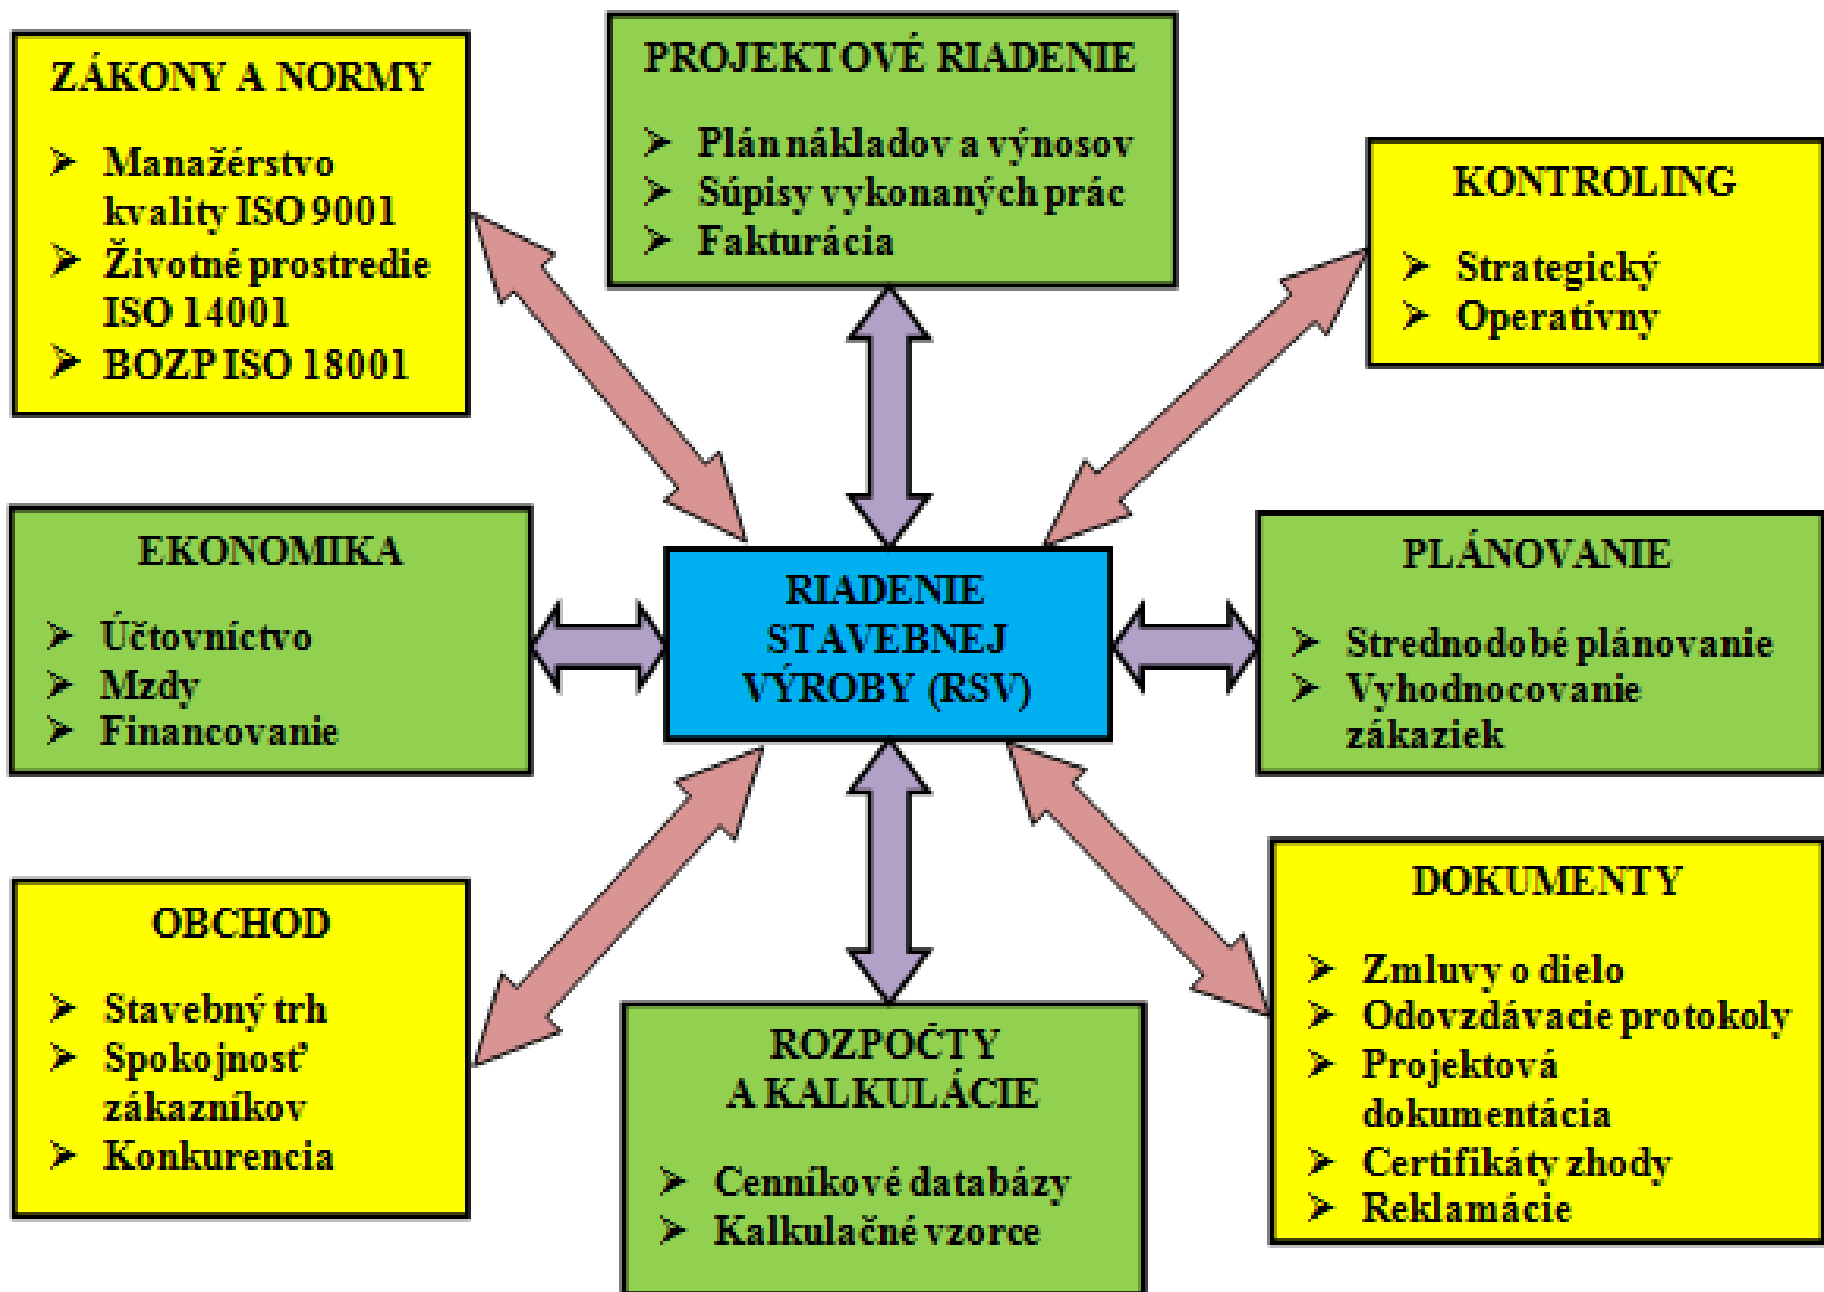 ZÁKONY A NORMY
➢ Manažérstvo
kvality ISO 9001
➢ Životné prostredie
ISO 14001
➢ BOZP ISO 18001
PROJEKTOVÉ RIADENIE
➢ Plán nákladov a výnosov
➢ Súpisy vykonaných prác
➢ Fakturácia
KONTROLING
➢ Strategický
➢ Operatívny
EKONOMIKA
➢ Účtovníctvo
➢ Mzdy
➢ Financovanie
RIADENIE
STAVEBNEJ
VÝROBY (RSV)
PLÁNOVANIE
➢ Strednodobé plánovanie
➢ Vyhodnocovanie
zákaziek
OBCHOD
➢ Stavebný trh
➢ Spokojnosť
zákazníkov
➢ Konkurencia
ROZPOČTY
A KALKULÁCIE
➢ Cenníkové databázy
➢ Kalkulačné vzorce
DOKUMENTY
➢ Zmluvy o dielo
➢ Odovzdávacie protokoly
➢ Projektová
dokumentácia
➢ Certifikáty zhody
➢ Reklamácie